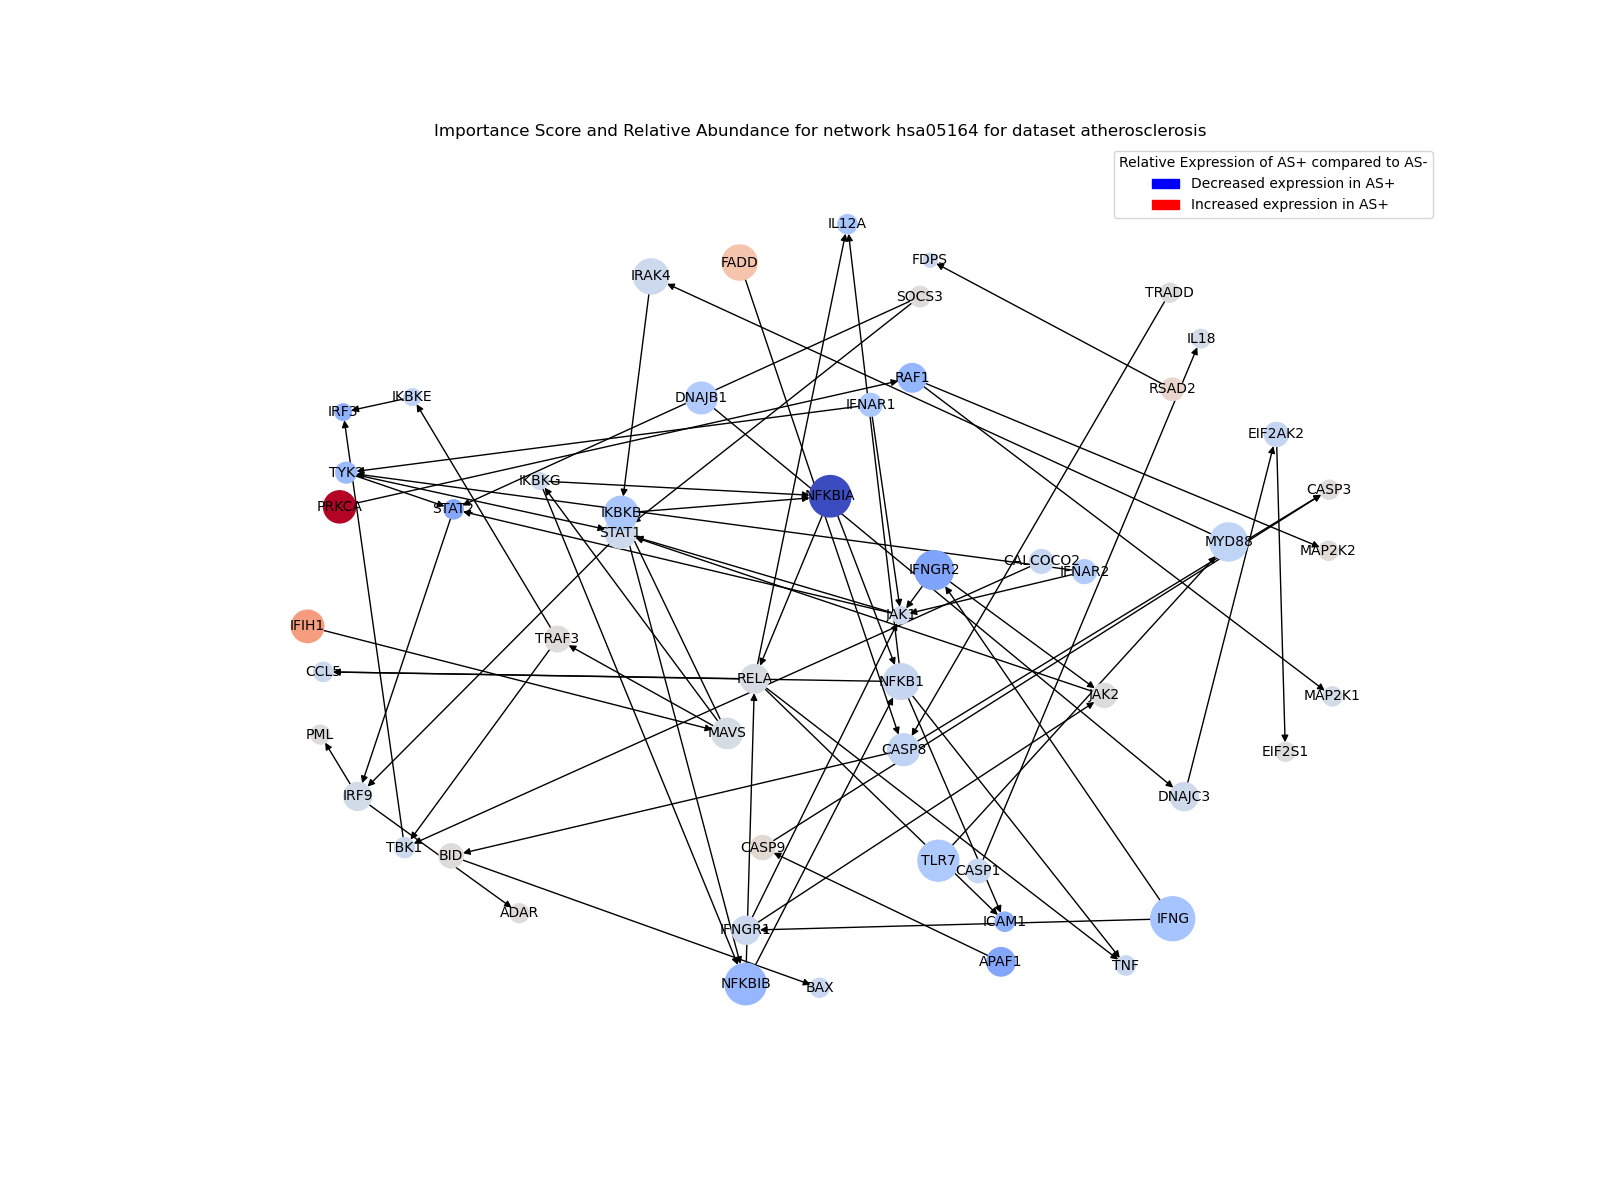 Importance Score and Relative Abundance for network hsa05164 for dataset atherosclerosis
Relative Expression of AS+ compared to AS-
Decreased expression in AS+
Increased expression in AS+
IL12A
FDPS
FADD
IRAK4
SOCS3
TRADD
IL18
RAF1
RSAD2
DNAJB1
IKBKE
IFNAR1
IRF3
EIF2AK2
TYK2
IKBKG
CASP3
NFKBIA
PRKCA
STAT2
IKBKB
STAT1
MYD88
MAP2K2
CALCOCO2
IFNGR2
IFNAR2
JAK1
IFIH1
TRAF3
CCL5
RELA
NFKB1
JAK2
MAP2K1
PML
MAVS
CASP8
EIF2S1
IRF9
DNAJC3
TBK1
BID
CASP9
TLR7
CASP1
ADAR
IFNG
ICAM1
IFNGR1
APAF1
TNF
NFKBIB
BAX